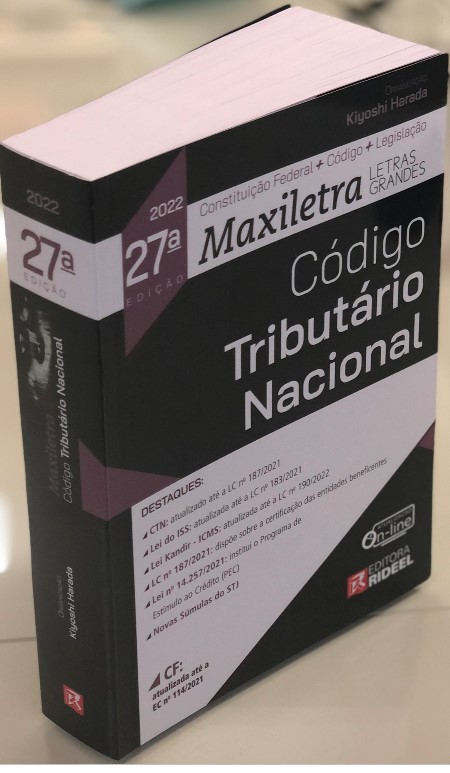 Organização
Kiyoshi Harada
Constituição Federal + Código + Legislação
Maxiletra
LETRAS
GRANDES
2022
27ª
EDIÇÃO
Código
Tributário
Nacional
DESTAQUES:
CTN: atualizado até a LC nº 187/2021
Lei do ISS: atualizada até a LC nº 183/2021
Lei Kandir - ICMS: atualizada até a LC nº 190/2022
LC nº 187/2021: dispõe sobre a certificação das entidades beneficentes
Lei nº 14.257/2021: institui o Programa de
Estímulo ao Crédito (PEC)
Novas Súmulas do STJ
CF:
atualizada até a
EC nº 114/2021
On-line
EDITORA
RIDEEL
2022
27ª
EDIÇÃO
Maxiletra
Código Tributário Nacional
Organização
Kiyoshi Harada